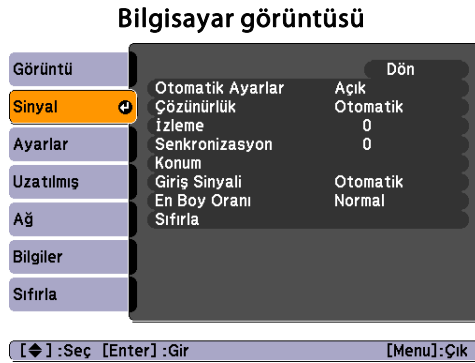 Bilgisayar görüntüsü
Görüntü
Sinyal
Ayarlar
Uzatılmış
Ağ
Bilgiler
Sıfırla
Dön
Otomatik Ayarlar Açık
Çözünürlük Otomatik
İzleme 0
Senkronizasyon 0
Konum
Giriş Sinyali Otomatik
En Boy Oranı Normal
Sıfırla
[◆] :Seç [Enter] :Gir [Menu]:Çık